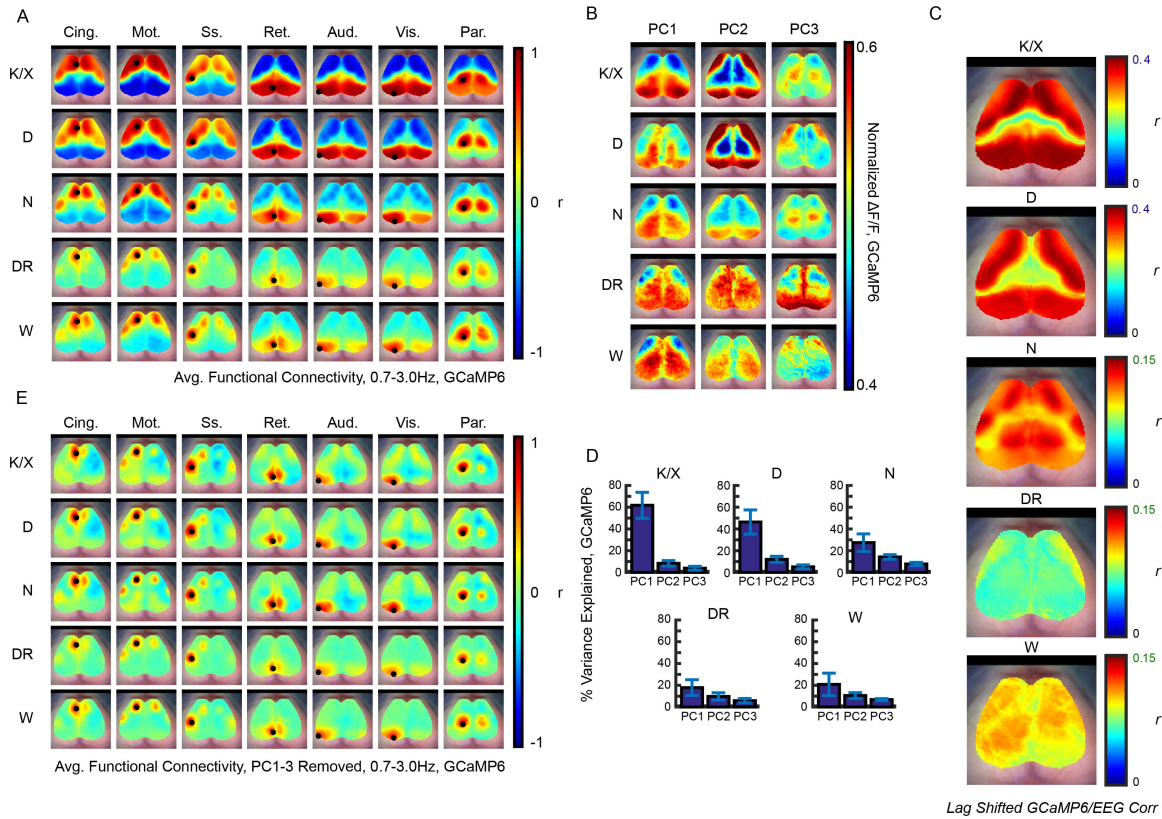 A
Cing. Mot. Ss. Ret. Aud. Vis. Par.
K/X
D
N
DR
W
1
0 r
-1
Avg. Functional Connectivity, 0.7-3.0Hz, GCaMP6
B
PC1 PC2 PC3
K/X
D
N
DR
W
0.6
Normalized ΔF/F, GCaMP6
0.4
C
K/X
0.4
r
0
D
0.4
r
0
N
0.15
r
0
DR
0.15
r
0
W
0.15
r
0
Lag Shifted GCaMP6/EEG Corr
E
Cing. Mot. Ss. Ret. Aud. Vis. Par.
K/X
D
N
DR
W
1
0 r
-1
Avg. Functional Connectivity, PC1-3 Removed, 0.7-3.0Hz, GCaMP6
D
% Variance Explained, GCaMP6
K/X
80
60
40
20
0
PC1 PC2 PC3
D
80
60
40
20
0
PC1 PC2 PC3
N
80
60
40
20
0
PC1 PC2 PC3
DR
80
60
40
20
0
PC1 PC2 PC3
W
80
60
40
20
0
PC1 PC2 PC3